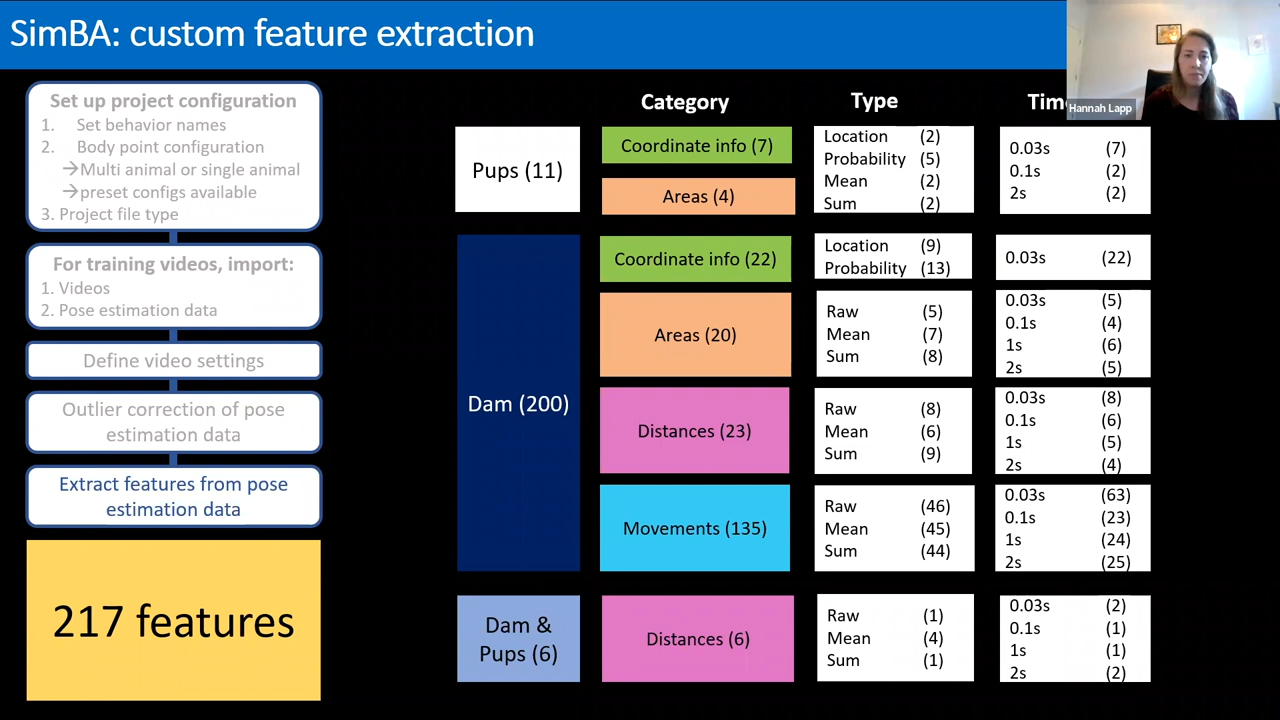 SimBA: custom feature extraction
Hannah Lapp
Set up project configuration
1. Set behavior names
2. Body point configuration
→Multi animal or single animal
→preset configs available
3. Project file type
For training videos, import:
1. Videos
2. Pose estimation data
Define video settings
Outlier correction of pose
estimation data
Extract features from pose
estimation data
217 features
Category Type
Pups (11)
Coordinate info (7)
Areas (4)
Location (2)
Probability (5)
Mean (2)
Sum (2)
0.03s (7)
0.1s (2)
2s (2)
Dam (200)
Coordinate info (22)
Location (9)
Probability (13)
0.03s (22)
Areas (20)
Raw (5)
Mean (7)
Sum (8)
0.03s (5)
0.1s (4)
1s (6)
2s (5)
Distances (23)
Raw (8)
Mean (6)
Sum (9)
0.03s (8)
0.1s (6)
1s (5)
2s (4)
Movements (135)
Raw (46)
Mean (45)
Sum (44)
0.03s (63)
0.1s (23)
1s (24)
2s (25)
Dam &
Pups (6)
Distances (6)
Raw (1)
Mean (4)
Sum (1)
0.03s (2)
0.1s (1)
1s (1)
2s (2)